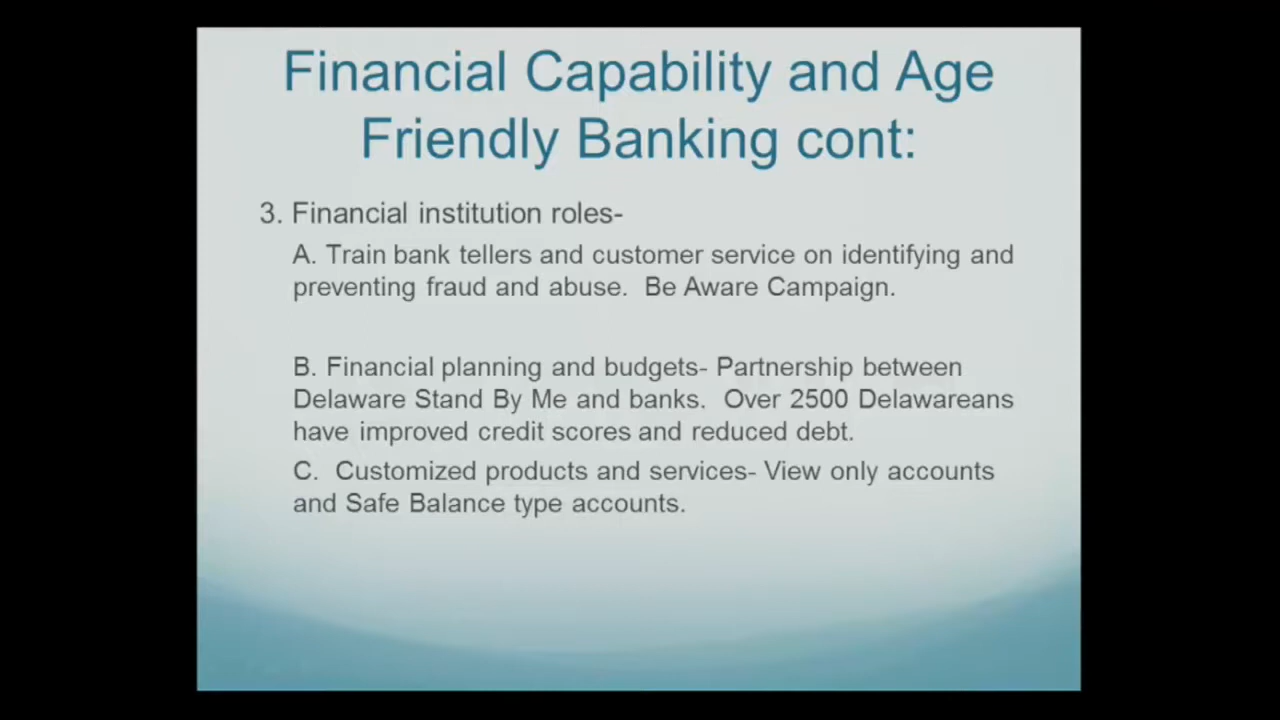 Financial Capability and Age
Friendly Banking cont:
3. Financial institution roles-
A. Train bank tellers and customer service on identifying and
preventing fraud and abuse.  Be Aware Campaign.
B. Financial planning and budgets- Partnership between
Delaware Stand By Me and banks.  Over 2500 Delawareans
have improved credit scores and reduced debt.
C.  Customized products and services- View only accounts
and Safe Balance type accounts.